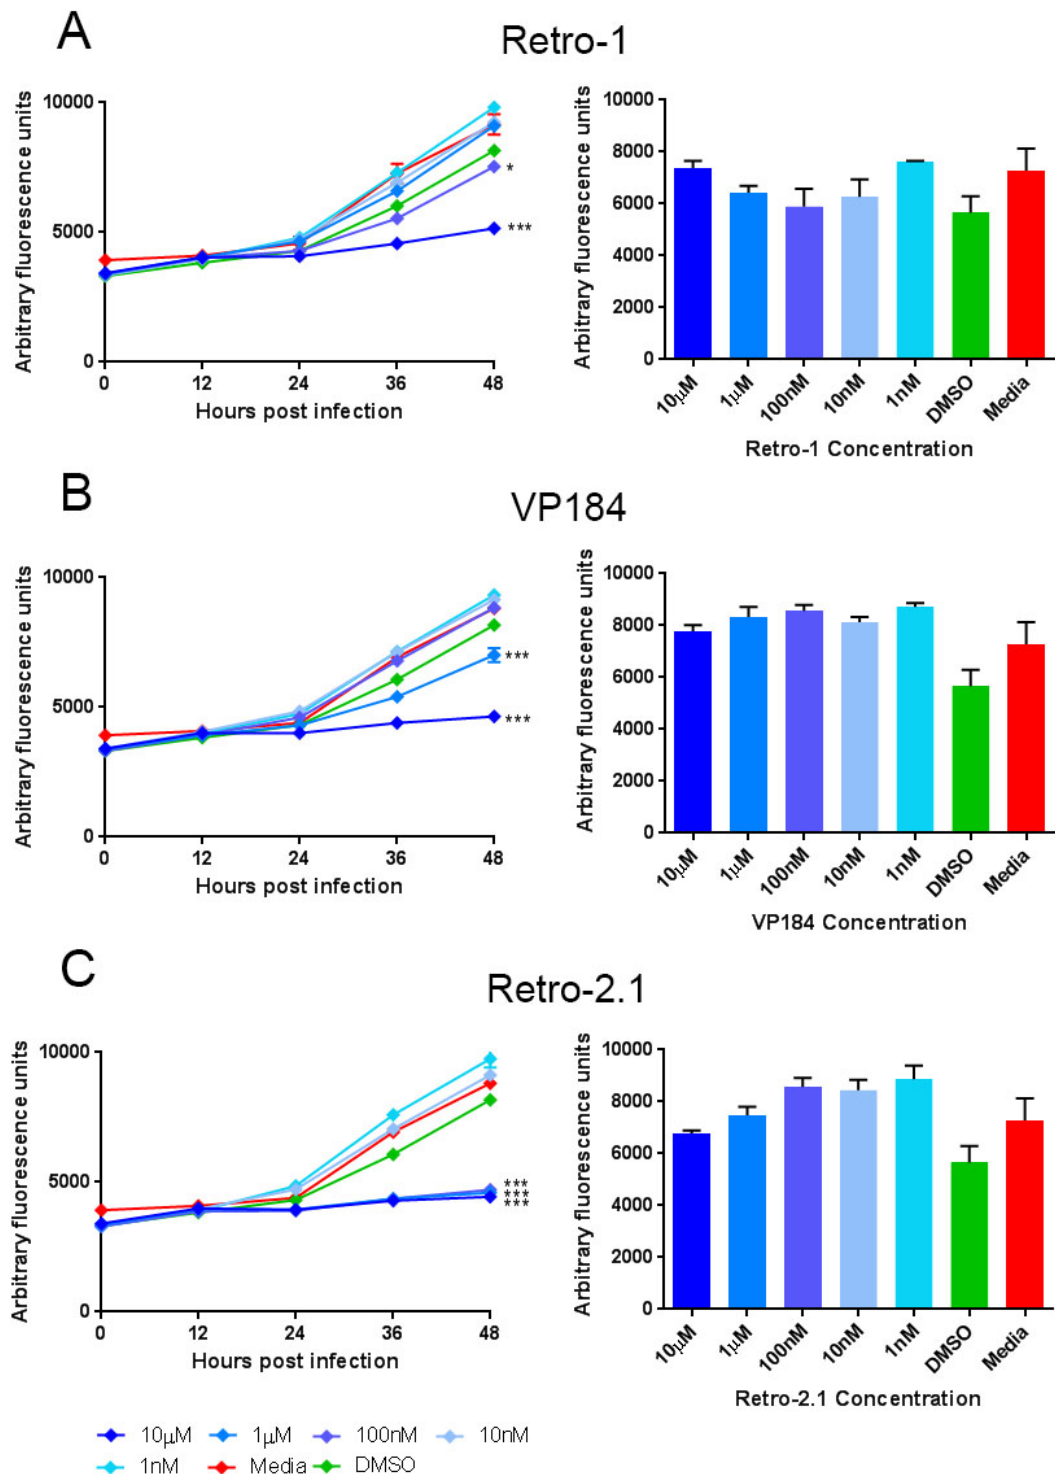 A
Retro-1
Arbitrary fluorescence units
10000
5000
0
0 12 24 36 48
Hours post infection
*
***
Arbitrary fluorescence units
10000
8000
6000
4000
2000
0
10μM 1μM 100nM 10nM 1nM DMSO Media
Retro-1 Concentration
B
VP184
Arbitrary fluorescence units
10000
5000
0
0 12 24 36 48
Hours post infection
***
***
Arbitrary fluorescence units
10000
8000
6000
4000
2000
0
10μM 1μM 100nM 10nM 1nM DMSO Media
VP184 Concentration
C
Retro-2.1
Arbitrary fluorescence units
10000
5000
0
0 12 24 36 48
Hours post infection
***
***
***
Arbitrary fluorescence units
10000
8000
6000
4000
2000
0
10μM 1μM 100nM 10nM 1nM DMSO Media
Retro-2.1 Concentration
10μM 1μM 100nM 10nM
1nM Media DMSO